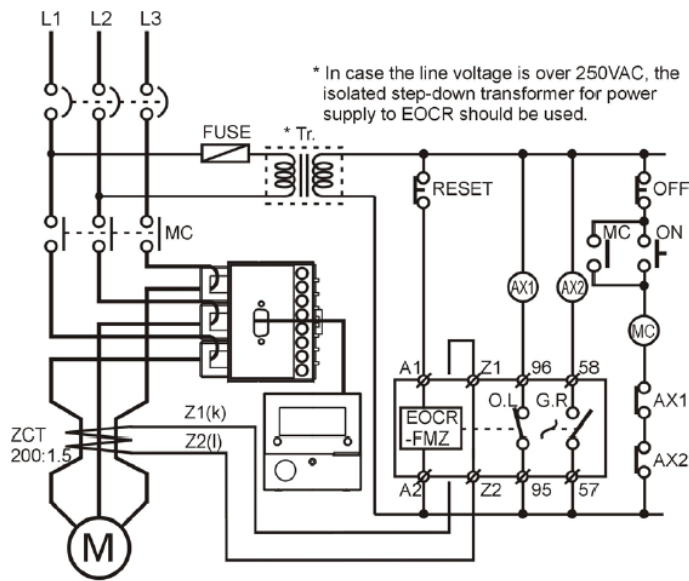 L1 L2 L3
* In case the line voltage is over 250VAC, the
isolated step-down transformer for power
supply to EOCR should be used.
FUSE
* Tr.
RESET
OFF
MC
MC
ON
AX1
AX2
MC
A1
Z1
96
58
O.L
G.R
AX1
EOCR
-FMZ
~
Z1(k)
ZCT
200:1.5
Z2(l)
AX2
A2
Z2
95
57
M